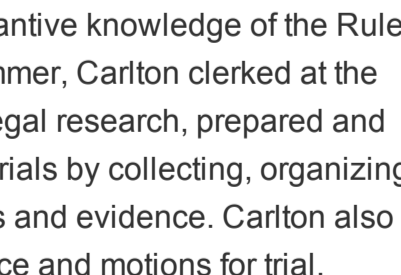 antive knowledge of the Rule
mmer, Carlton clerked at the
egal research, prepared and
rials by collecting, organizing
s and evidence. Carlton also
ce and motions for trial.